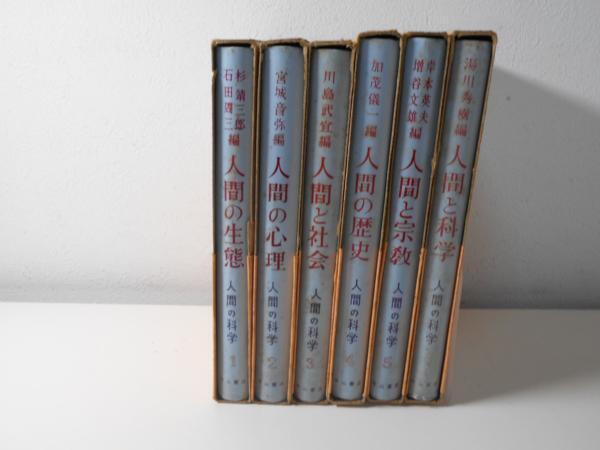 杉靖三郎
石田周三 編
人間の生態
人間の科学
1
宮城音弥編
人間の心理
人間の科学
2
川島武宜編
人間と社会
人間の科学
3
加茂儀一編
人間の歴史
人間の科学
4
岸本英夫
増谷文雄編
人間と宗教
人間の科学
5
湯川秀樹編
人間と科学
人間の科学